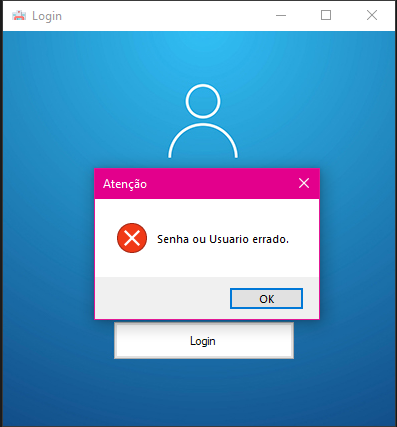 Login
Atenção
Senha ou Usuario errado.
OK
Login